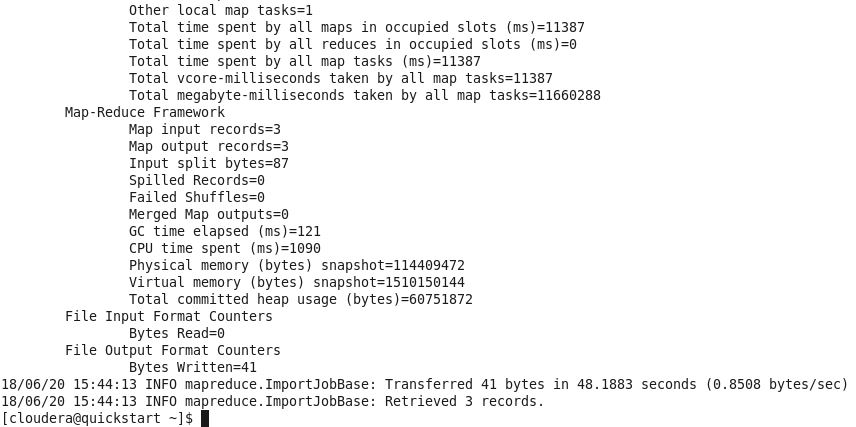 Other local map tasks=1
Total time spent by all maps in occupied slots (ms)=11387
Total time spent by all reduces in occupied slots (ms)=0
Total time spent by all map tasks (ms)=11387
Total vcore-milliseconds taken by all map tasks=11387
Total megabyte-milliseconds taken by all map tasks=11660288
Map-Reduce Framework
Map input records=3
Map output records=3
Input split bytes=87
Spilled Records=0
Failed Shuffles=0
Merged Map outputs=0
GC time elapsed (ms)=121
CPU time spent (ms)=1090
Physical memory (bytes) snapshot=114409472
Virtual memory (bytes) snapshot=1510150144
Total committed heap usage (bytes)=60751872
File Input Format Counters
Bytes Read=0
File Output Format Counters
Bytes Written=41
18/06/20 15:44:13 INFO mapreduce.ImportJobBase: Transferred 41 bytes in 48.1883 seconds (0.8508 bytes/sec)
18/06/20 15:44:13 INFO mapreduce.ImportJobBase: Retrieved 3 records.
[cloudera@quickstart ~]$